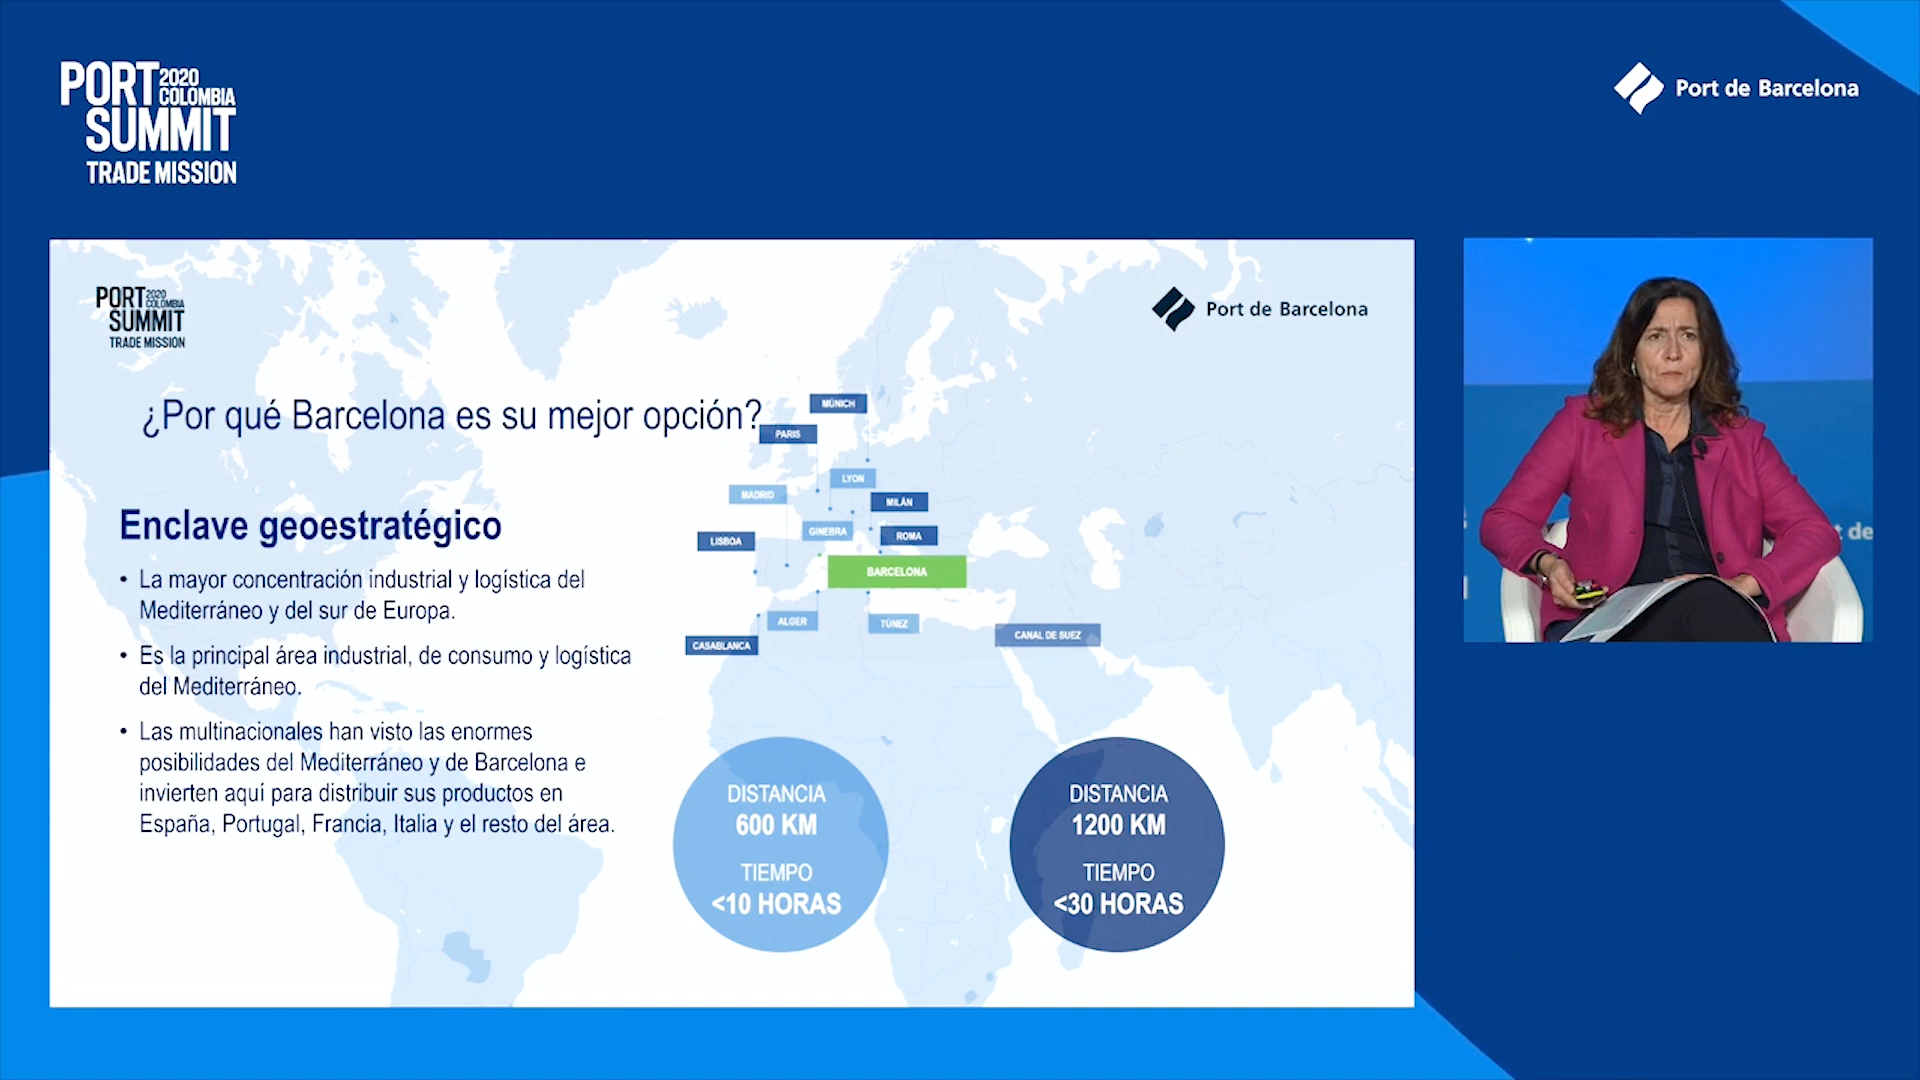 PORT 2020
COLOMBIA
SUMMIT
TRADE MISSION
Port de Barcelona
PORT 2020
COLOMBIA
SUMMIT
TRADE MISSION
Port de Barcelona
¿Por qué Barcelona es su mejor opción?
Enclave geoestratégico
• La mayor concentración industrial y logística del
Mediterráneo y del sur de Europa.
• Es la principal área industrial, de consumo y logística
del Mediterráneo.
• Las multinacionales han visto las enormes
posibilidades del Mediterráneo y de Barcelona e
invierten aquí para distribuir sus productos en
España, Portugal, Francia, Italia y el resto del área.
MÚNICH
PARIS
LYON
MADRID
MILÁN
GINEBRA
ROMA
LISBOA
BARCELONA
ALGER
TÚNEZ
CANAL DE SUEZ
CASABLANCA
DISTANCIA
600 KM
TIEMPO
<10 HORAS
DISTANCIA
1200 KM
TIEMPO
<30 HORAS
t de